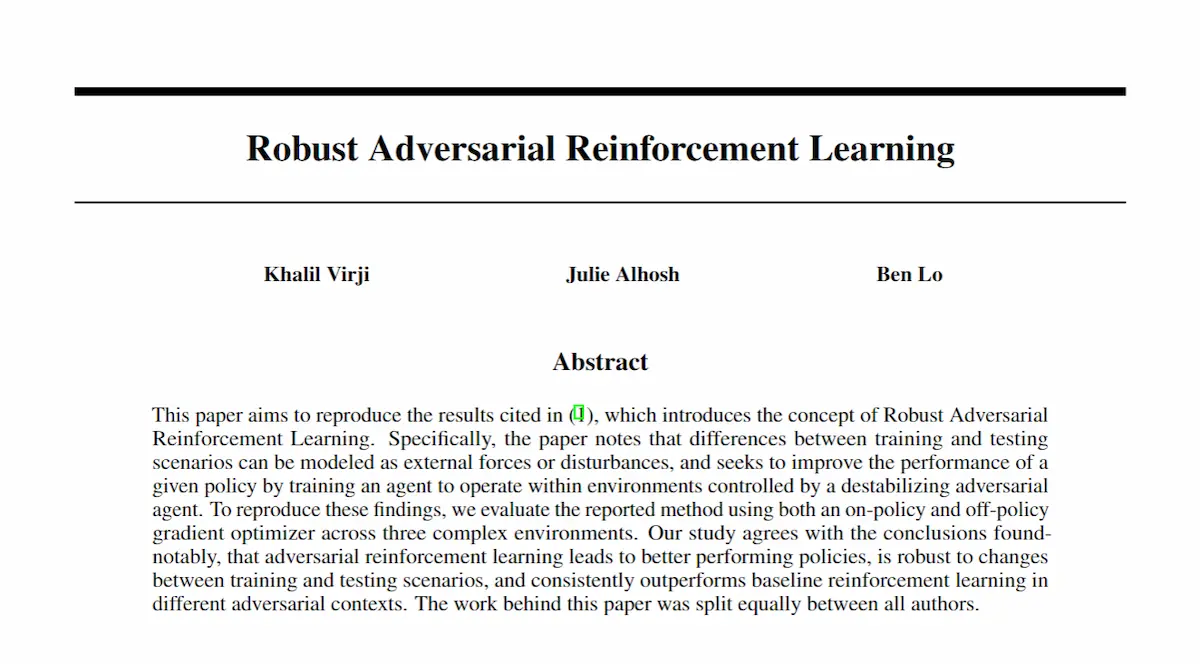 Robust Adversarial Reinforcement Learning
Khalil Virji Julie Alhosh Ben Lo
Abstract
This paper aims to reproduce the results cited in (1), which introduces the concept of Robust Adversarial
Reinforcement Learning. Specifically, the paper notes that differences between training and testing
scenarios can be modeled as external forces or disturbances, and seeks to improve the performance of a
given policy by training an agent to operate within environments controlled by a destabilizing adversarial
agent. To reproduce these findings, we evaluate the reported method using both an on-policy and off-policy
gradient optimizer across three complex environments. Our study agrees with the conclusions found-
notably, that adversarial reinforcement learning leads to better performing policies, is robust to changes
between training and testing scenarios, and consistently outperforms baseline reinforcement learning in
different adversarial contexts. The work behind this paper was split equally between all authors.